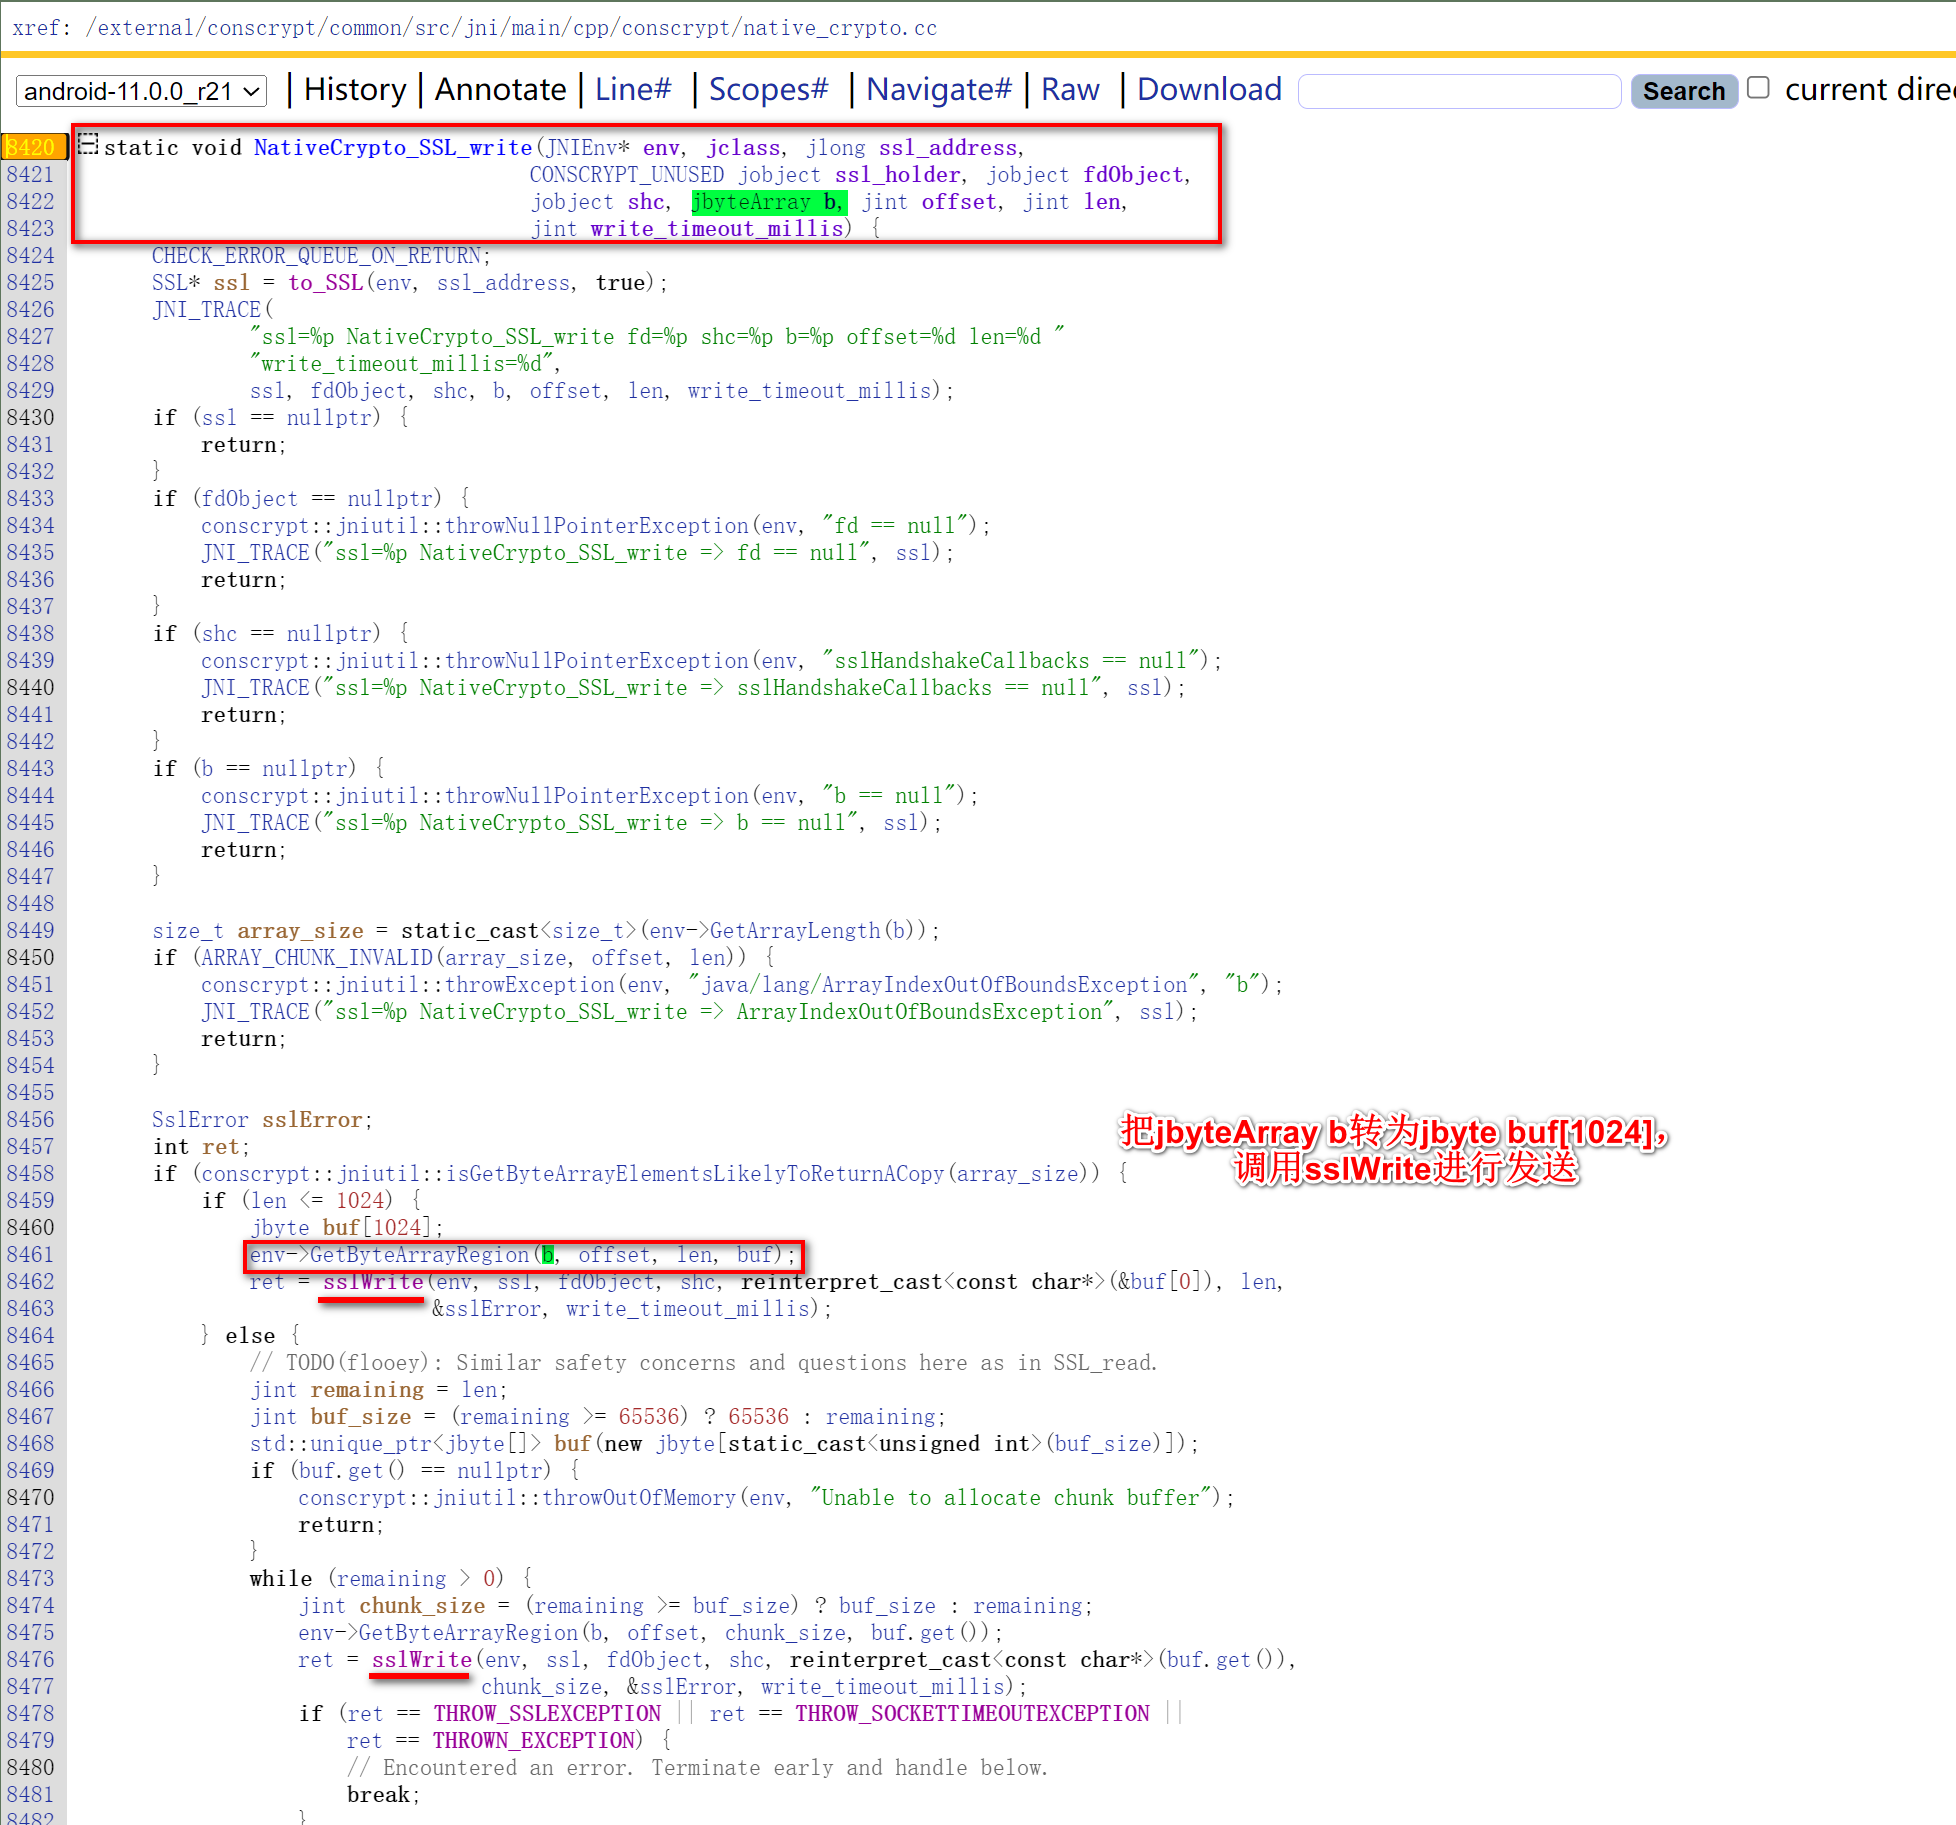 xref: /external/conscrypt/common/src/jni/main/cpp/conscrypt/native_crypto.cc
android-11.0.0_r21 | History | Annotate | Line# | Scopes# | Navigate# | Raw | Download Search current dire
8420 static void NativeCrypto_SSL_write(JNIEnv* env, jclass, jlong ssl_address,
8421 CONSCRYPT_UNUSED jobject ssl_holder, jobject fdObject,
8422 jobject shc, jbyteArray b, jint offset, jint len,
8423 jint write_timeout_millis) {
8424 CHECK_ERROR_QUEUE_ON_RETURN;
8425 SSL* ssl = to_SSL(env, ssl_address, true);
8426 JNI_TRACE(
8427 "ssl=%p NativeCrypto_SSL_write fd=%p shc=%p b=%p offset=%d len=%d "
8428 "write_timeout_millis=%d",
8429 ssl, fdObject, shc, b, offset, len, write_timeout_millis);
8430 if (ssl == nullptr) {
8431 return;
8432 }
8433 if (fdObject == nullptr) {
8434 conscrypt::jniutil::throwNullPointerException(env, "fd == null");
8435 JNI_TRACE("ssl=%p NativeCrypto_SSL_write => fd == null", ssl);
8436 return;
8437 }
8438 if (shc == nullptr) {
8439 conscrypt::jniutil::throwNullPointerException(env, "sslHandshakeCallbacks == null");
8440 JNI_TRACE("ssl=%p NativeCrypto_SSL_write => sslHandshakeCallbacks == null", ssl);
8441 return;
8442 }
8443 if (b == nullptr) {
8444 conscrypt::jniutil::throwNullPointerException(env, "b == null");
8445 JNI_TRACE("ssl=%p NativeCrypto_SSL_write => b == null", ssl);
8446 return;
8447 }
8448
8449 size_t array_size = static_cast<size_t>(env->GetArrayLength(b));
8450 if (ARRAY_CHUNK_INVALID(array_size, offset, len)) {
8451 conscrypt::jniutil::throwException(env, "java/lang/ArrayIndexOutOfBoundsException", "b");
8452 JNI_TRACE("ssl=%p NativeCrypto_SSL_write => ArrayIndexOutOfBoundsException", ssl);
8453 return;
8454 }
8455
8456 SslError sslError;
把jbyteArray b转为jbyte buf[1024],
8457 int ret;
8458 if (conscrypt::jniutil::isGetByteArrayElementsLikelyToReturnACopy(array_size)) {
调用sslWrite进行发送
8459 if (len <= 1024) {
8460 jbyte buf[1024];
8461 env->GetByteArrayRegion(b, offset, len, buf);
8462 ret = sslWrite(env, ssl, fdObject, shc, reinterpret_cast<const char*>(&buf[0]), len,
8463 &sslError, write_timeout_millis);
8464 } else {
8465 // TODO(flooey): Similar safety concerns and questions here as in SSL_read.
8466 jint remaining = len;
8467 jint buf_size = (remaining >= 65536) ? 65536 : remaining;
8468 std::unique_ptr<jbyte[]> buf(new jbyte[static_cast<unsigned int>(buf_size)]);
8469 if (buf.get() == nullptr) {
8470 conscrypt::jniutil::throwOutOfMemory(env, "Unable to allocate chunk buffer");
8471 return;
8472 }
8473 while (remaining > 0) {
8474 jint chunk_size = (remaining >= buf_size) ? buf_size : remaining;
8475 env->GetByteArrayRegion(b, offset, chunk_size, buf.get());
8476 ret = sslWrite(env, ssl, fdObject, shc, reinterpret_cast<const char*>(buf.get()),
8477 chunk_size, &sslError, write_timeout_millis);
8478 if (ret == THROW_SSLEXCEPTION || ret == THROW_SOCKETTIMEOUTEXCEPTION ||
8479 ret == THROWN_EXCEPTION) {
8480 // Encountered an error. Terminate early and handle below.
8481 break;
8482 }